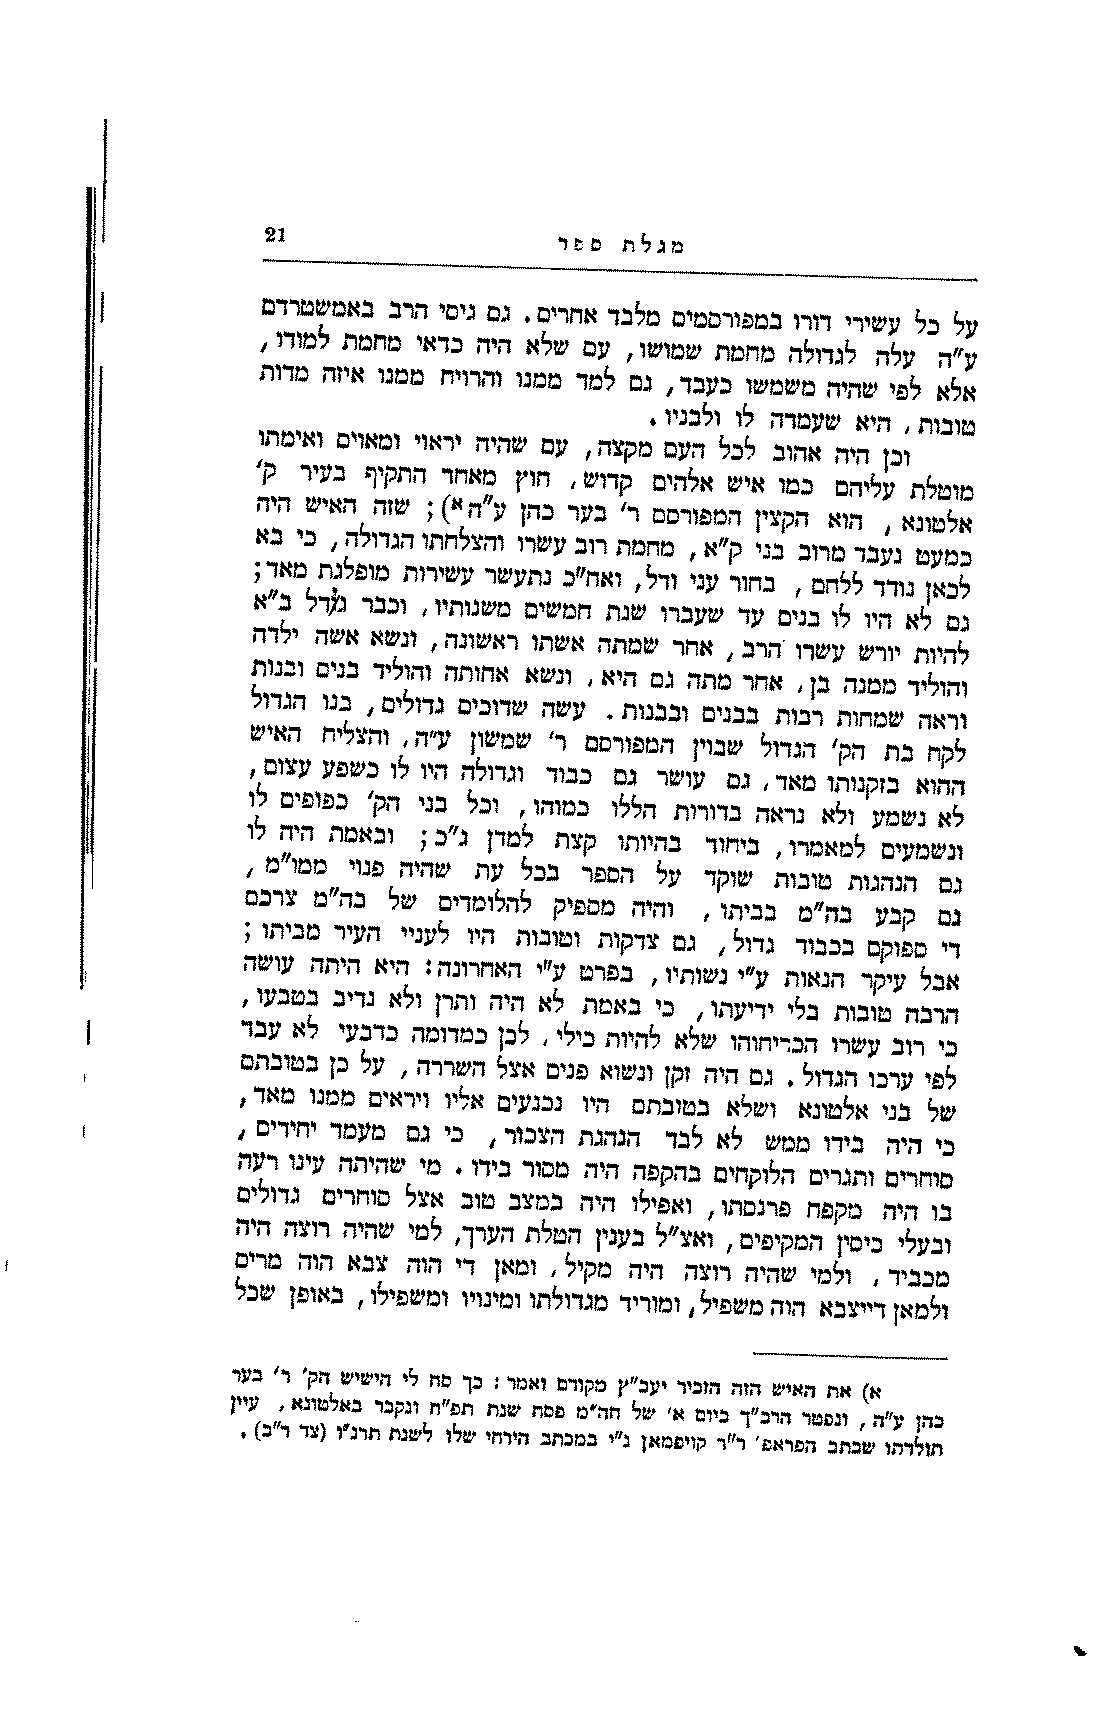 מגלת ספר 21
על כל עשירי דורו במפורסמים מלבד אחרים. גם גיסי הרב באמשטרדם
ע"ה עלה לגדולה מחמת שמושו, עם שלא היה כדאי מחמת למודו,
אלא לפי שהיה משמשו כעבד, גם למד ממנו והרויח ממנו איזה מדות
טובות, היא שעמדה לו ולבניו.
וכן היה אהוב לכל העם מקצה, עם שהיה יראוי ומאוים ואימתו
מוטלת עליהם כמו איש אלהים קדוש, חוץ מאחד התקיף בעיר ק'
אלטונא, הוא הקצין המפורסם ר' בער כהן ע"ה א); שזה האיש היה
כמעט נעבד מרוב בני ק"א, מחמת רוב עשרו והצלחתו הגדולה, כי בא
לכאן נודד ללחם, בחור עני ודל, ואח"כ נתעשר עשירות מופלגת מאד;
גם לא היו לו בנים עד שעברו שנת חמשים משנותיו, וכבר גדל ב"א
להיות יורש עשרו הרב, אחר שמתה אשתו ראשונה, ונשא אשה ילדה
והוליד ממנה בן, אחר מתה גם היא, ונשא אחותה והוליד בנים ובנות
וראה שמחות רבות בבנים ובבנות. עשה שדוכים גדולים, בנו הגדול
לקח בת הק' הגדול שבוין המפורסם ר' שמשון ע"ה, והצליח האיש
ההוא בזקנותו מאד, גם עושר גם כבוד וגדולה היו לו כשפע עצום,
לא נשמע ולא נראה בדורות הללו כמוהו, וכל בני הק' כפופים לו
ונשמעים למאמרו, ביחוד בהיותו קצת למדן ג"כ; ובאמת היה לו
גם הנהגות טובות שוקד על הספר בכל עת שהיה פנוי ממו"מ,
גם קבע בה"מ בביתו, והיה מספיק להלומדים של בה"מ צרכם
די ספוקם בכבוד גדול, גם צדקות וטובות היו לעניי העיר מביתו;
אבל עיקר הנאות ע"י נשותיו, בפרט ע"י האחרונה: היא היתה עושה
הרבה טובות בלי ידיעתו, כי באמת לא היה ותרן ולא נדיב בטבעו,
כי רוב עשרו הכריחוהו שלא להיות כילי, לכן כמדומה כדבעי לא עבד
לפי ערכו הגדול. גם היה זקן ונשוא פנים אצל השררה, על כן בטובתם
של בני אלטונא ושלא בטובתם היו נכנעים אליו ויראים ממנו מאד,
כי היה בידו ממש לא לבד הנהגת הצבור, כי גם מעמד יחידים,
סוחרים ותגרים הלוקחים בהקפה היה מסור בידו. מי שהיתה עינו רעה
בו היה מקפח פרנסתו, ואפילו היה במצב טוב אצל סוחרים גדולים
ובעלי כיסין המקיפים, ואצ"ל בענין הטלת הערך, למי שהיה רוצה היה
מכביד, ולמי שהיה רוצה היה מקיל, ומאן די הוה צבא הוה מרים
ולמאן דייצבא הוה משפיל, ומוריד מגדולתו ומינויו ומשפילו, באופן שכל
א) את האיש הזה הזכיר יעב"ץ מקודם ואמר: כך סח לי הישיש הק' ר' בער
כהן ע"ה, ונפטר הרב"ך ביום א' של חה"מ פסח שנת תפ"ח ונקבר באלטונא, עיין
תולדתו שכתב הפראפ' ר"ר קויפמאן נ"י במכתב הירחי שלו לשנת תרנ"ו (צד ר"כ).